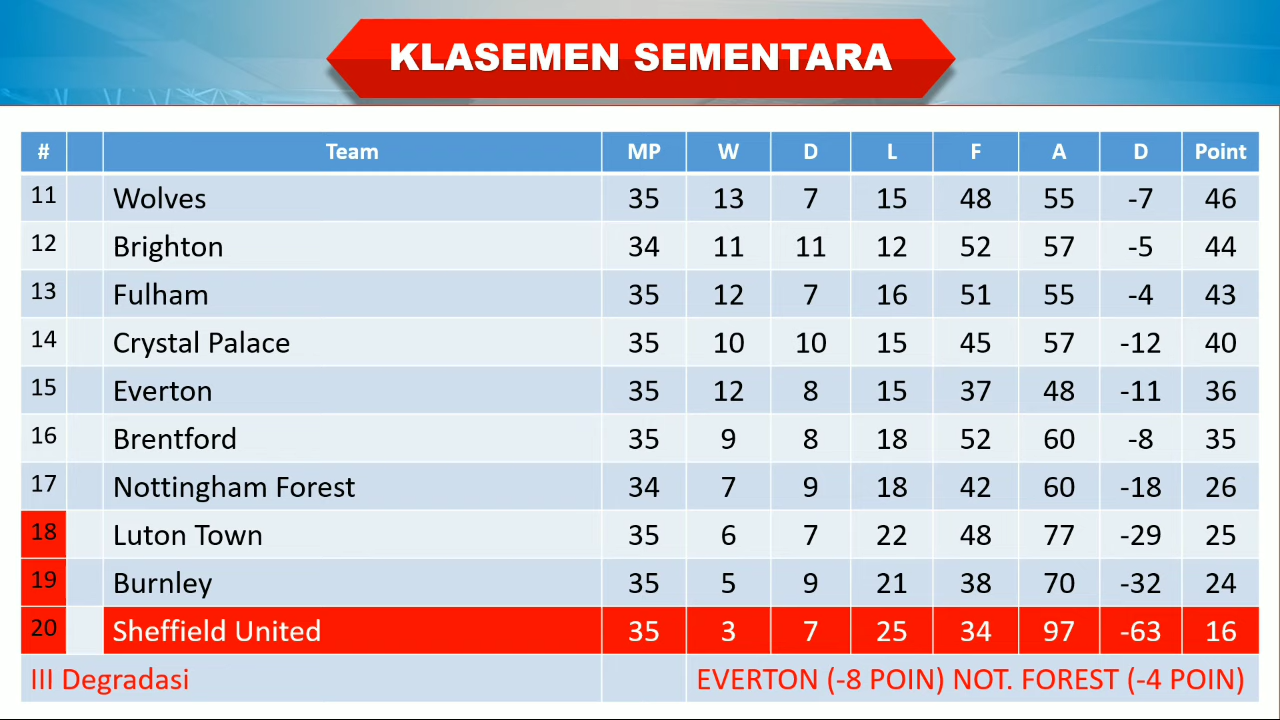 KLASEMEN SEMENTARA
# Team MP W D L F A D Point
11 Wolves 35 13 7 15 48 55 -7 46
12 Brighton 34 11 11 12 52 57 -5 44
13 Fulham 35 12 7 16 51 55 -4 43
14 Crystal Palace 35 10 10 15 45 57 -12 40
15 Everton 35 12 8 15 37 48 -11 36
16 Brentford 35 9 8 18 52 60 -8 35
17 Nottingham Forest 34 7 9 18 42 60 -18 26
18 Luton Town 35 6 7 22 48 77 -29 25
19 Burnley 35 5 9 21 38 70 -32 24
20 Sheffield United 35 3 7 25 34 97 -63 16
III Degradasi EVERTON (-8 POIN) NOT. FOREST (-4 POIN)